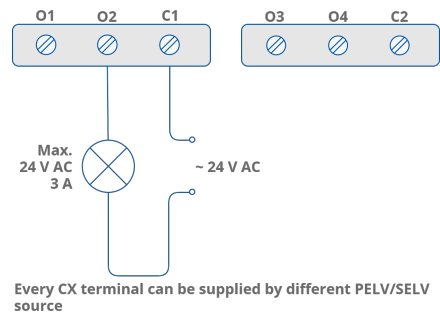 O1 O2 C1 O3 O4 C2
Max.
24 V AC
3 A
~ 24 V AC
Every CX terminal can be supplied by different PELV/SELV
source